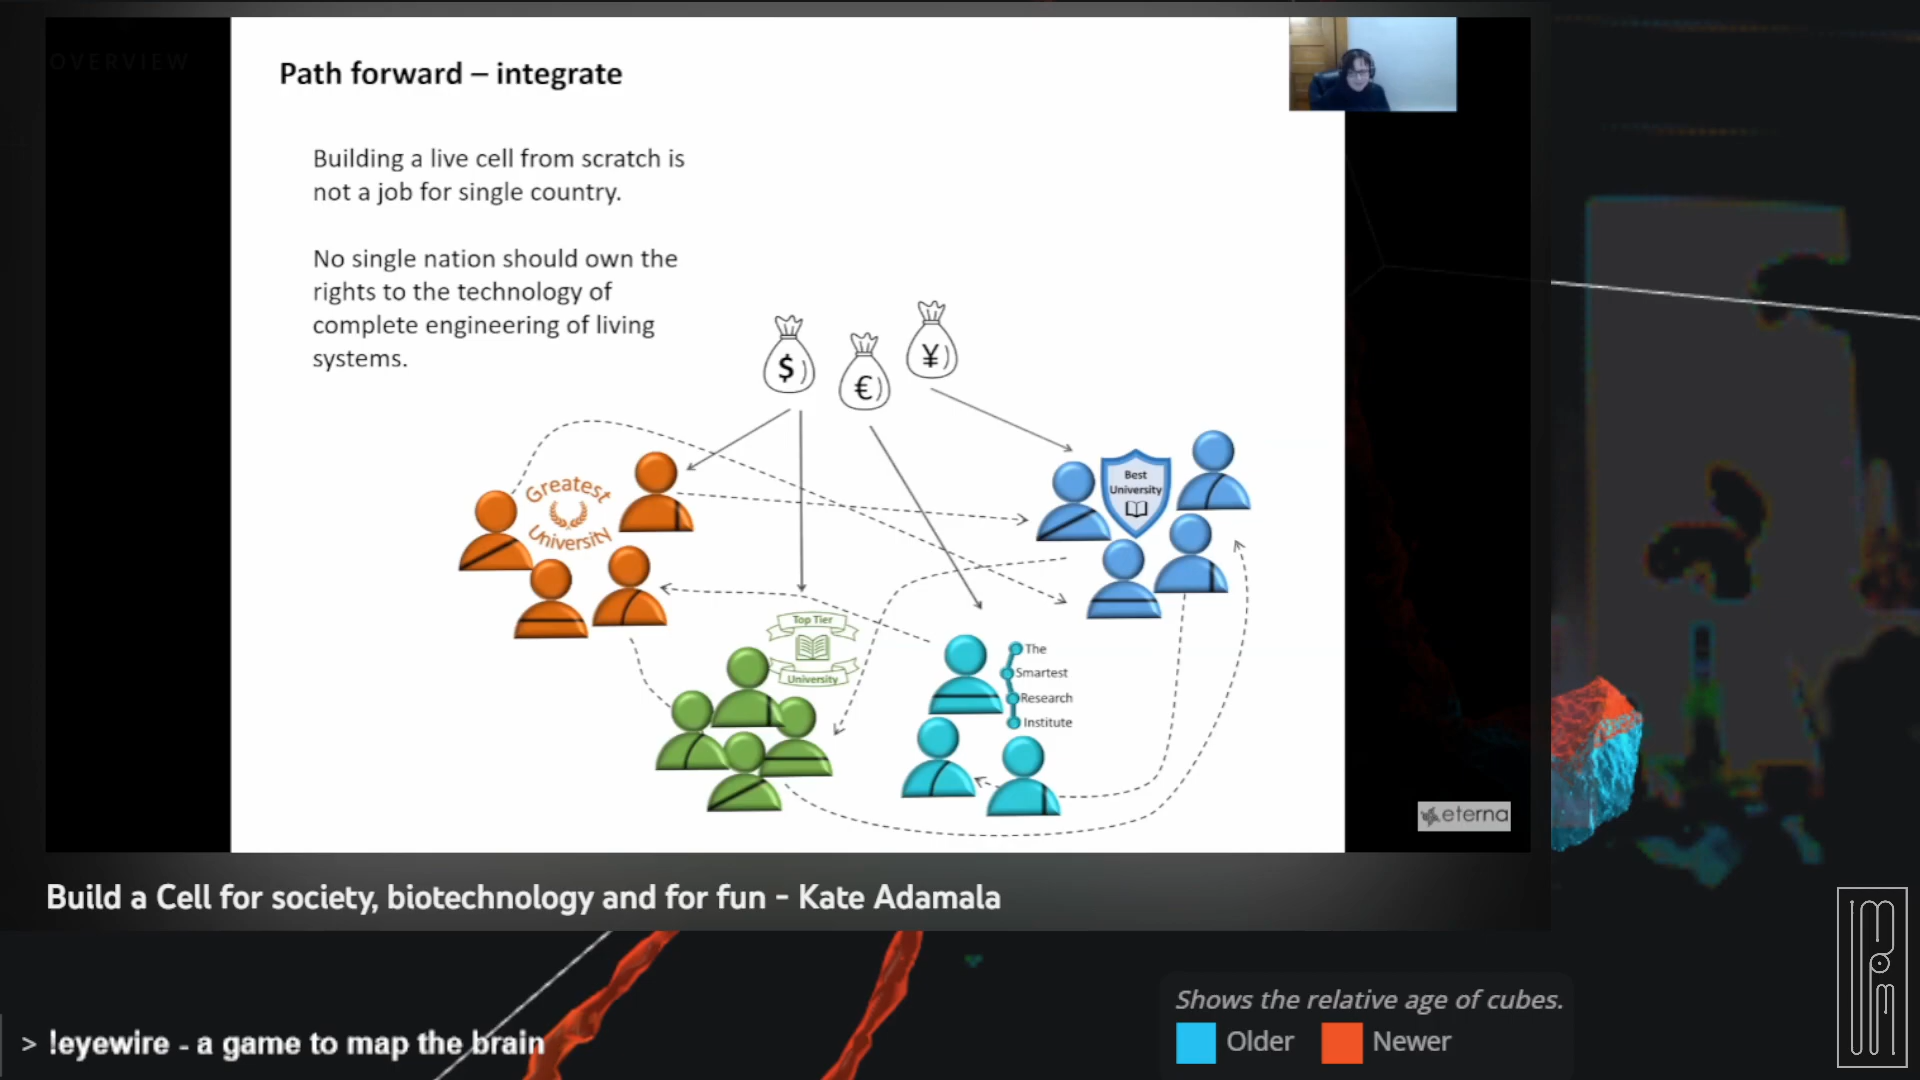 OVERVIEW
Path forward – integrate
Building a live cell from scratch is
not a job for single country.
No single nation should own the
rights to the technology of
complete engineering of living
systems.
$
€
¥
Greatest
University
Best
University
Top Tier
University
The
Smartest
Research
Institute
eterna
Build a Cell for society, biotechnology and for fun - Kate Adamala
> !eyewire - a game to map the brain
Shows the relative age of cubes.
Older Newer